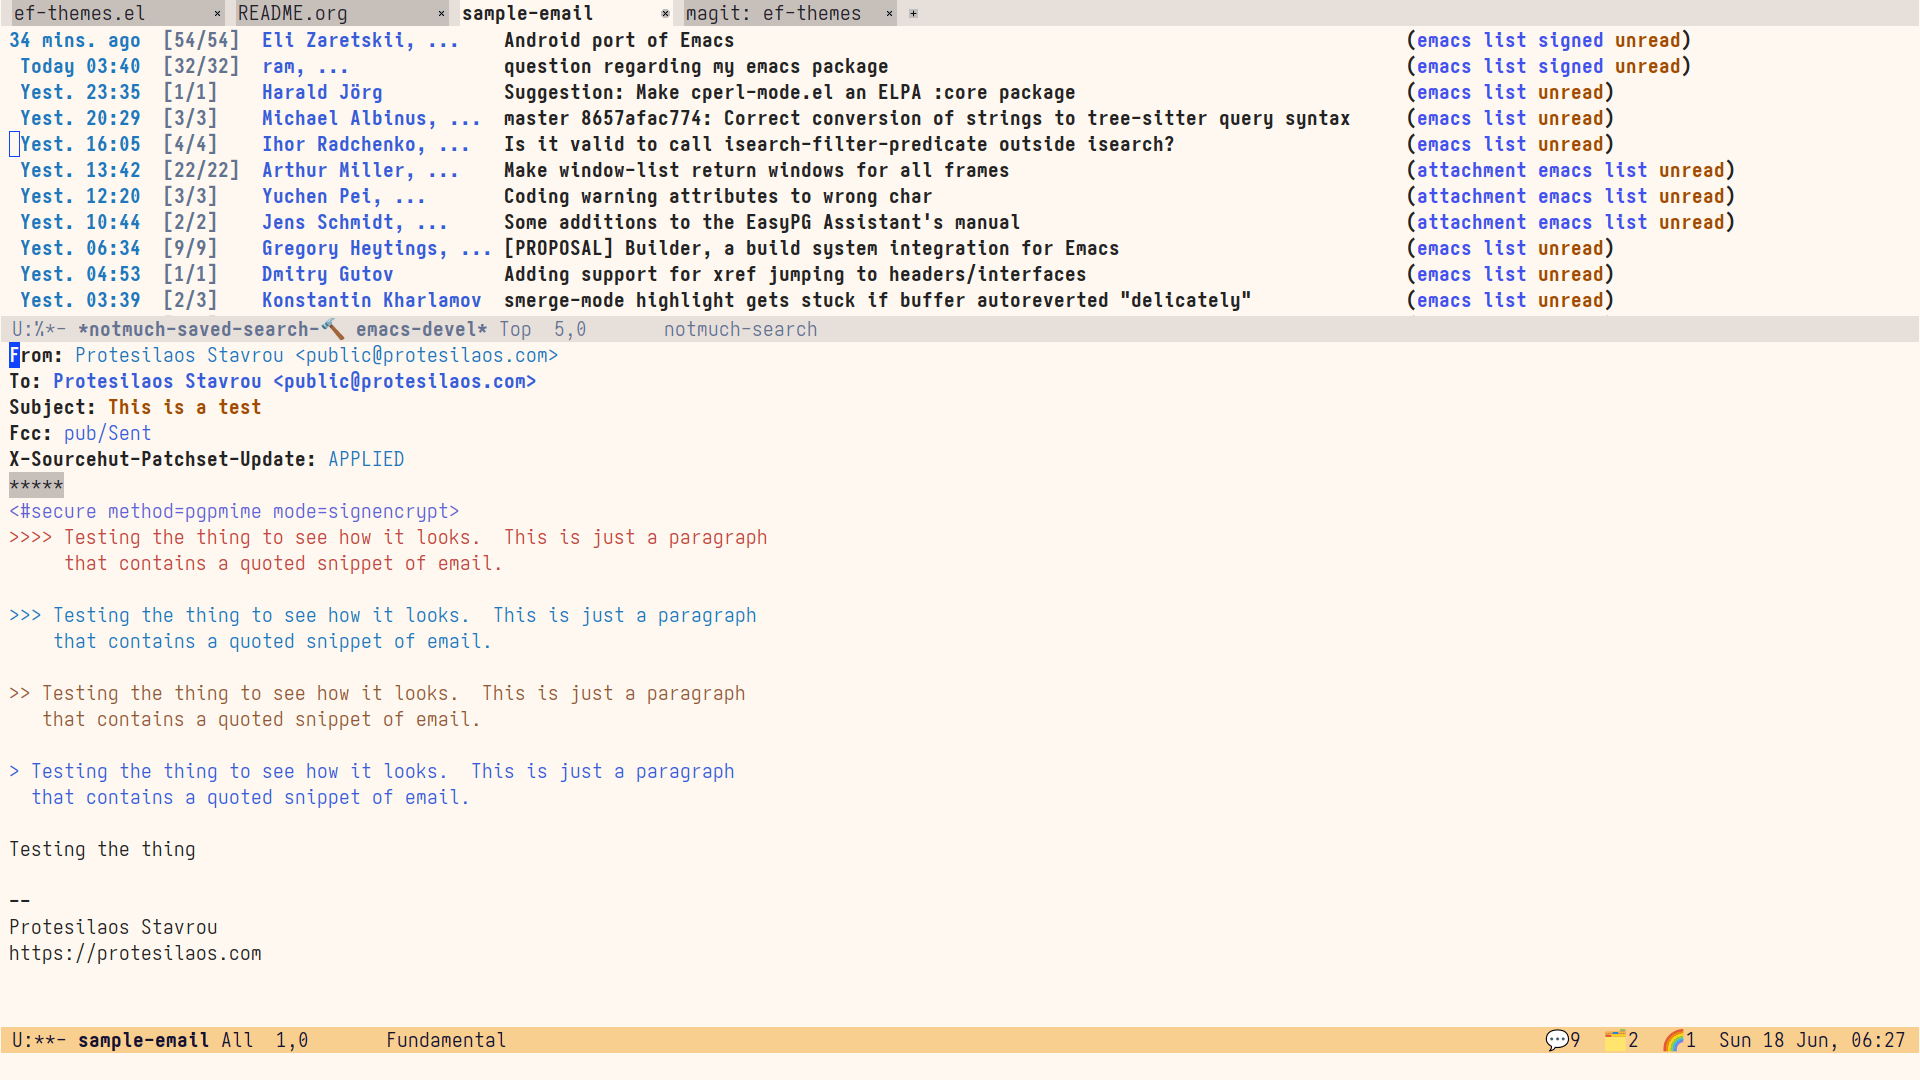 ef-themes.el × README.org × sample-email × magit: ef-themes × +
34 mins. ago [54/54] Eli Zaretskii, ... Android port of Emacs (emacs list signed unread)
Today 03:40 [32/32] ram, ... question regarding my emacs package (emacs list signed unread)
Yest. 23:35 [1/1] Harald Jörg Suggestion: Make cperl-mode.el an ELPA :core package (emacs list unread)
Yest. 20:29 [3/3] Michael Albinus, ... master 8657afac774: Correct conversion of strings to tree-sitter query syntax (emacs list unread)
Yest. 16:05 [4/4] Ihor Radchenko, ... Is it valid to call isearch-filter-predicate outside isearch? (emacs list unread)
Yest. 13:42 [22/22] Arthur Miller, ... Make window-list return windows for all frames (attachment emacs list unread)
Yest. 12:20 [3/3] Yuchen Pei, ... Coding warning attributes to wrong char (attachment emacs list unread)
Yest. 10:44 [2/2] Jens Schmidt, ... Some additions to the EasyPG Assistant's manual (attachment emacs list unread)
Yest. 06:34 [9/9] Gregory Heytings, ... [PROPOSAL] Builder, a build system integration for Emacs (emacs list unread)
Yest. 04:53 [1/1] Dmitry Gutov Adding support for xref jumping to headers/interfaces (emacs list unread)
Yest. 03:39 [2/3] Konstantin Kharlamov smerge-mode highlight gets stuck if buffer autoreverted "delicately" (emacs list unread)
U:%*- *notmuch-saved-search-🔨 emacs-devel* Top 5,0 notmuch-search
From: Protesilaos Stavrou <public@protesilaos.com>
To: Protesilaos Stavrou <public@protesilaos.com>
Subject: This is a test
Fcc: pub/Sent
X-Sourcehut-Patchset-Update: APPLIED
*****
<#secure method=pgpmime mode=signencrypt>
>>>> Testing the thing to see how it looks. This is just a paragraph
that contains a quoted snippet of email.
>>> Testing the thing to see how it looks. This is just a paragraph
that contains a quoted snippet of email.
>> Testing the thing to see how it looks. This is just a paragraph
that contains a quoted snippet of email.
> Testing the thing to see how it looks. This is just a paragraph
that contains a quoted snippet of email.
Testing the thing
--
Protesilaos Stavrou
https://protesilaos.com
U:**- sample-email All 1,0 Fundamental 💬9 🗂️2 🌈1 Sun 18 Jun, 06:27